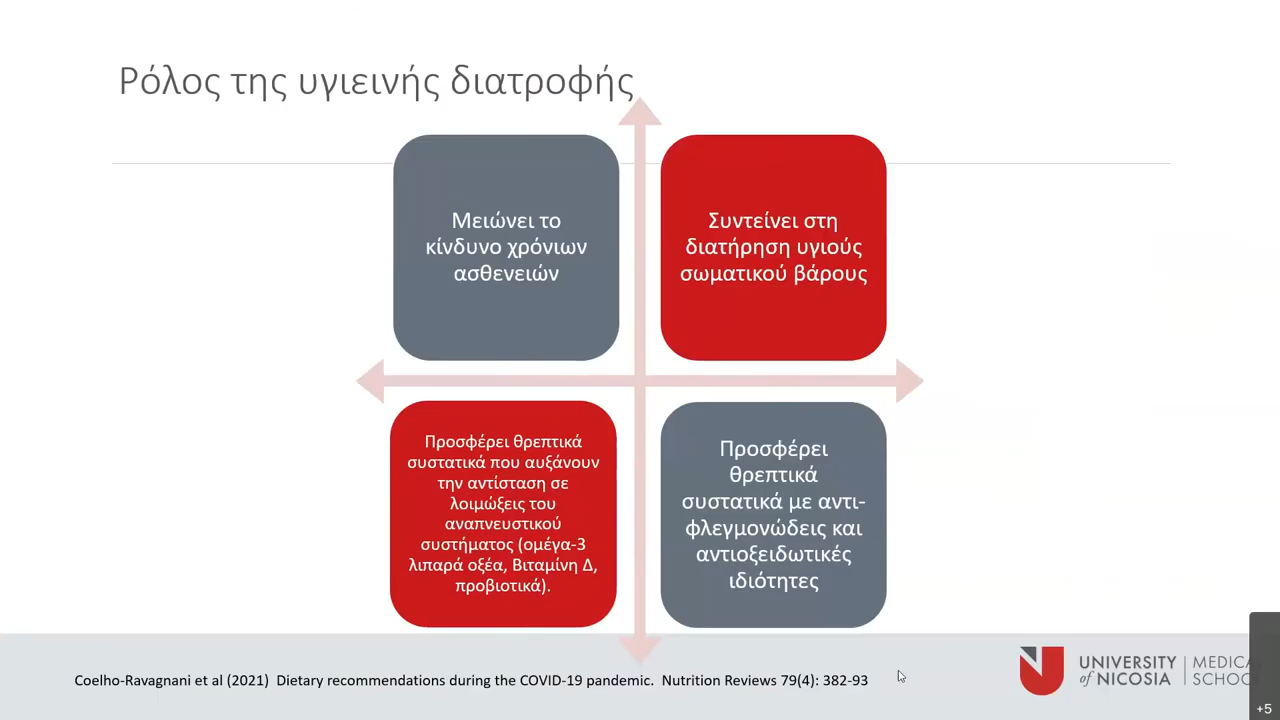 Ρόλος της υγιεινής διατροφής
Μειώνει το
κίνδυνο χρόνιων
ασθενειών
Συντείνει στη
διατήρηση υγιούς
σωματικού βάρους
Προσφέρει θρεπτικά
συστατικά που αυξάνουν
την αντίσταση σε
λοιμώξεις του
αναπνευστικού
συστήματος (ομέγα-3
λιπαρά οξέα, Βιταμίνη Δ,
προβιοτικά).
Προσφέρει
θρεπτικά
συστατικά με αντι-
φλεγμονώδεις και
αντιοξειδωτικές
ιδιότητες
Coelho-Ravagnani et al (2021) Dietary recommendations during the COVID-19 pandemic. Nutrition Reviews 79(4): 382-93
UNIVERSITY
of NICOSIA
MEDICAL
SCHOOL
+5